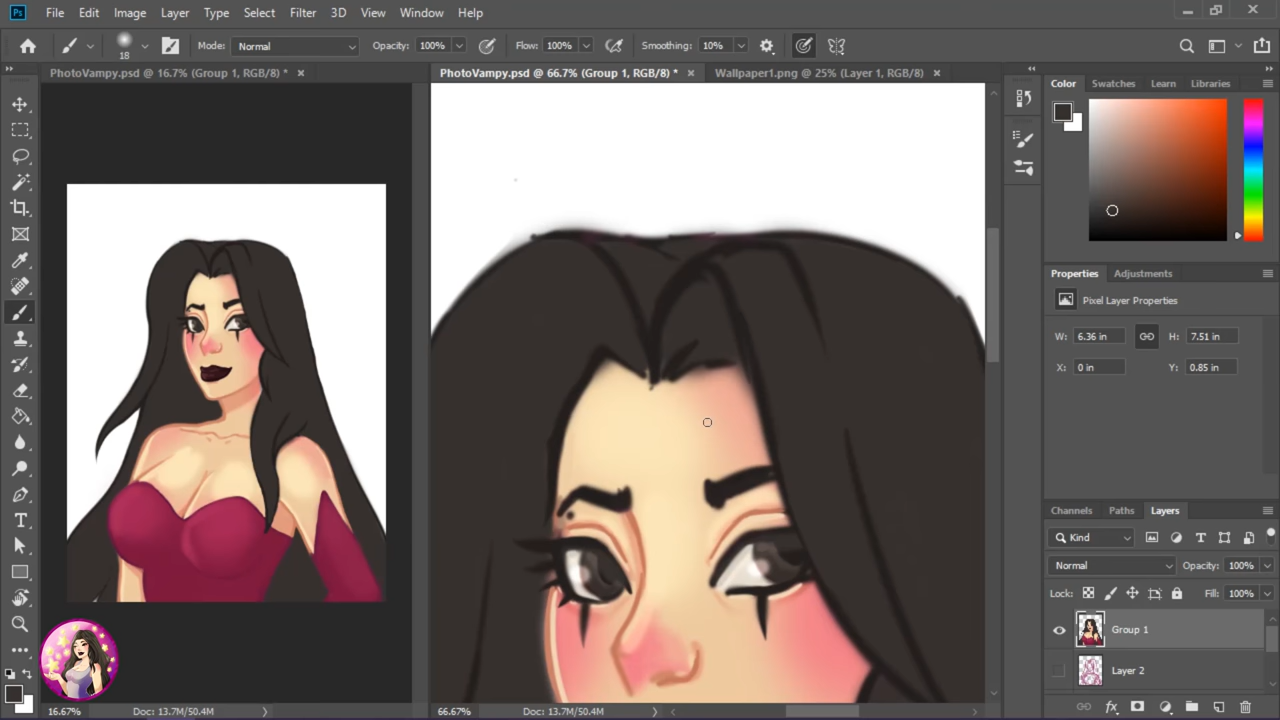 Ps File Edit Image Layer Type Select Filter 3D View Window Help
18 Mode: Normal Opacity: 100% Flow: 100% Smoothing: 10%
PhotoVampy.psd @ 16.7% (Group 1, RGB/8) *
PhotoVampy.psd @ 66.7% (Group 1, RGB/8) *
Wallpaper1.png @ 25% (Layer 1, RGB/8)
Color Swatches Learn Libraries
Properties Adjustments
Pixel Layer Properties
W: 6.36 in H: 7.51 in
X: 0 in Y: 0.85 in
Channels Paths Layers
Kind
Normal Opacity: 100%
Lock: Fill: 100%
Group 1
Layer 2
16.67% Doc: 13.7M/50.4M
66.67% Doc: 13.7M/50.4M